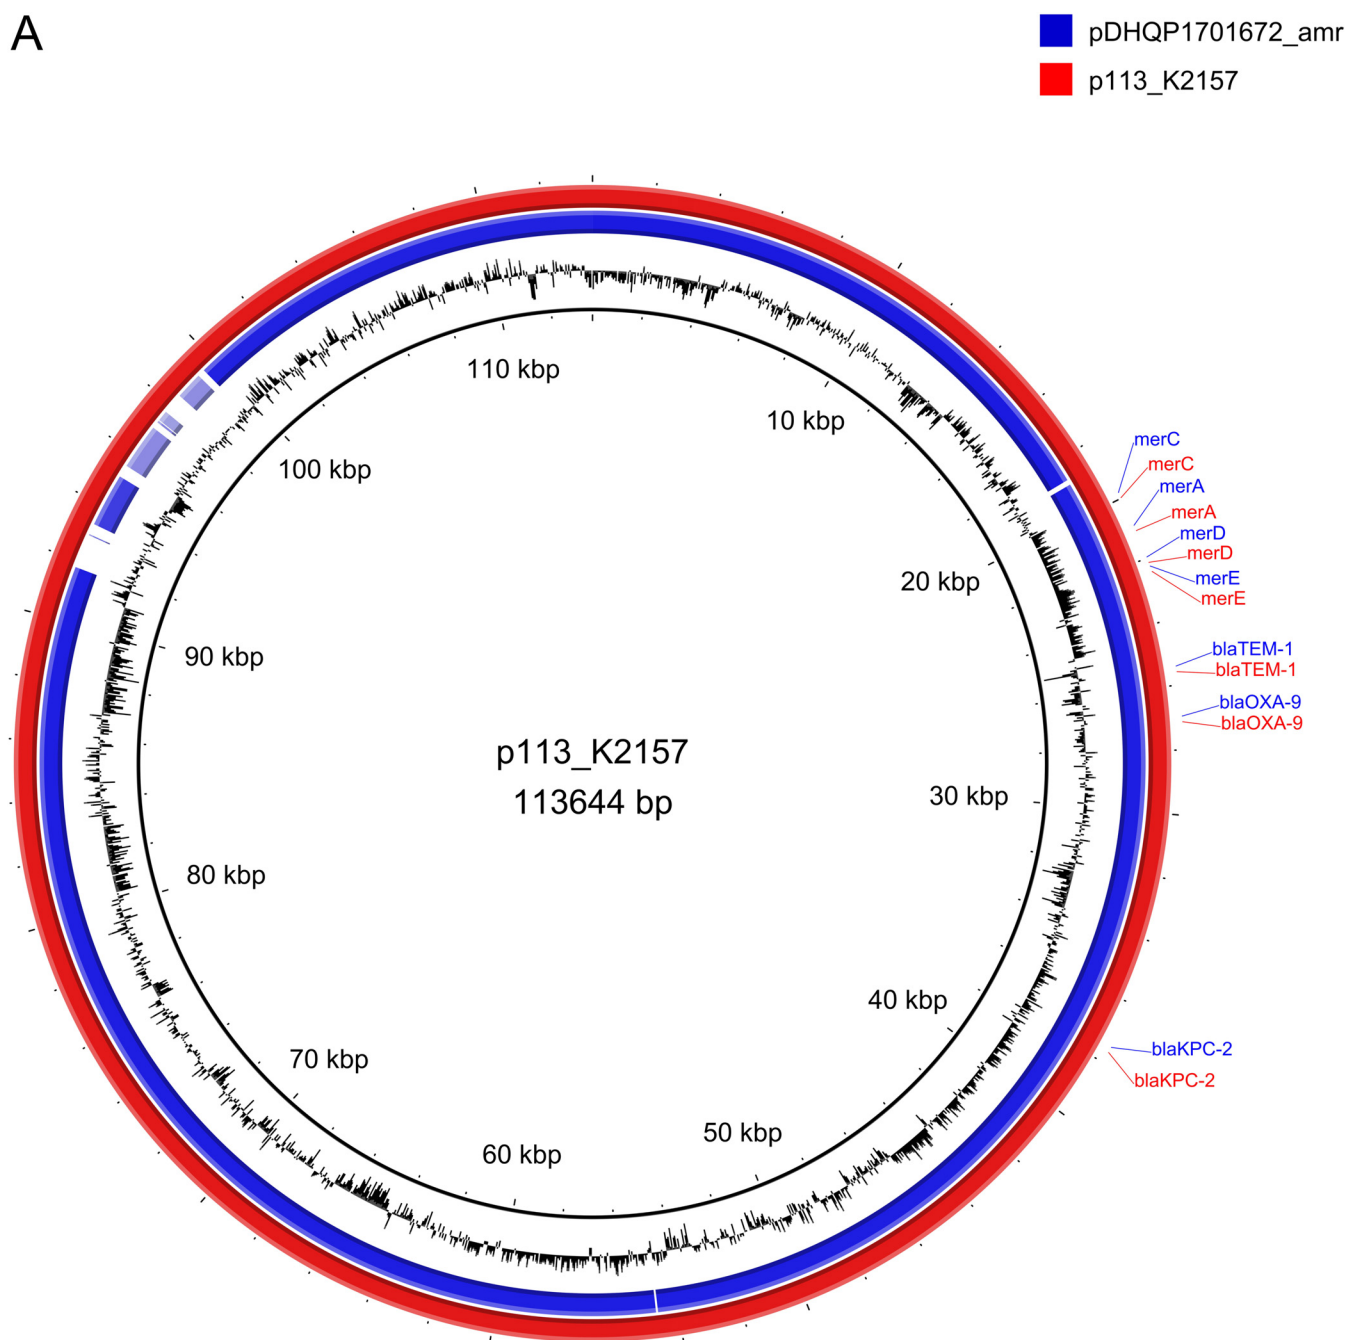 A
pDHQP1701672_amr
p113_K2157
110 kbp
10 kbp
100 kbp
merC
merC
merA
merA
merD
merD
merE
merE
20 kbp
90 kbp
blaTEM-1
blaTEM-1
blaOXA-9
blaOXA-9
p113_K2157
113644 bp
30 kbp
80 kbp
40 kbp
70 kbp
blaKPC-2
blaKPC-2
50 kbp
60 kbp